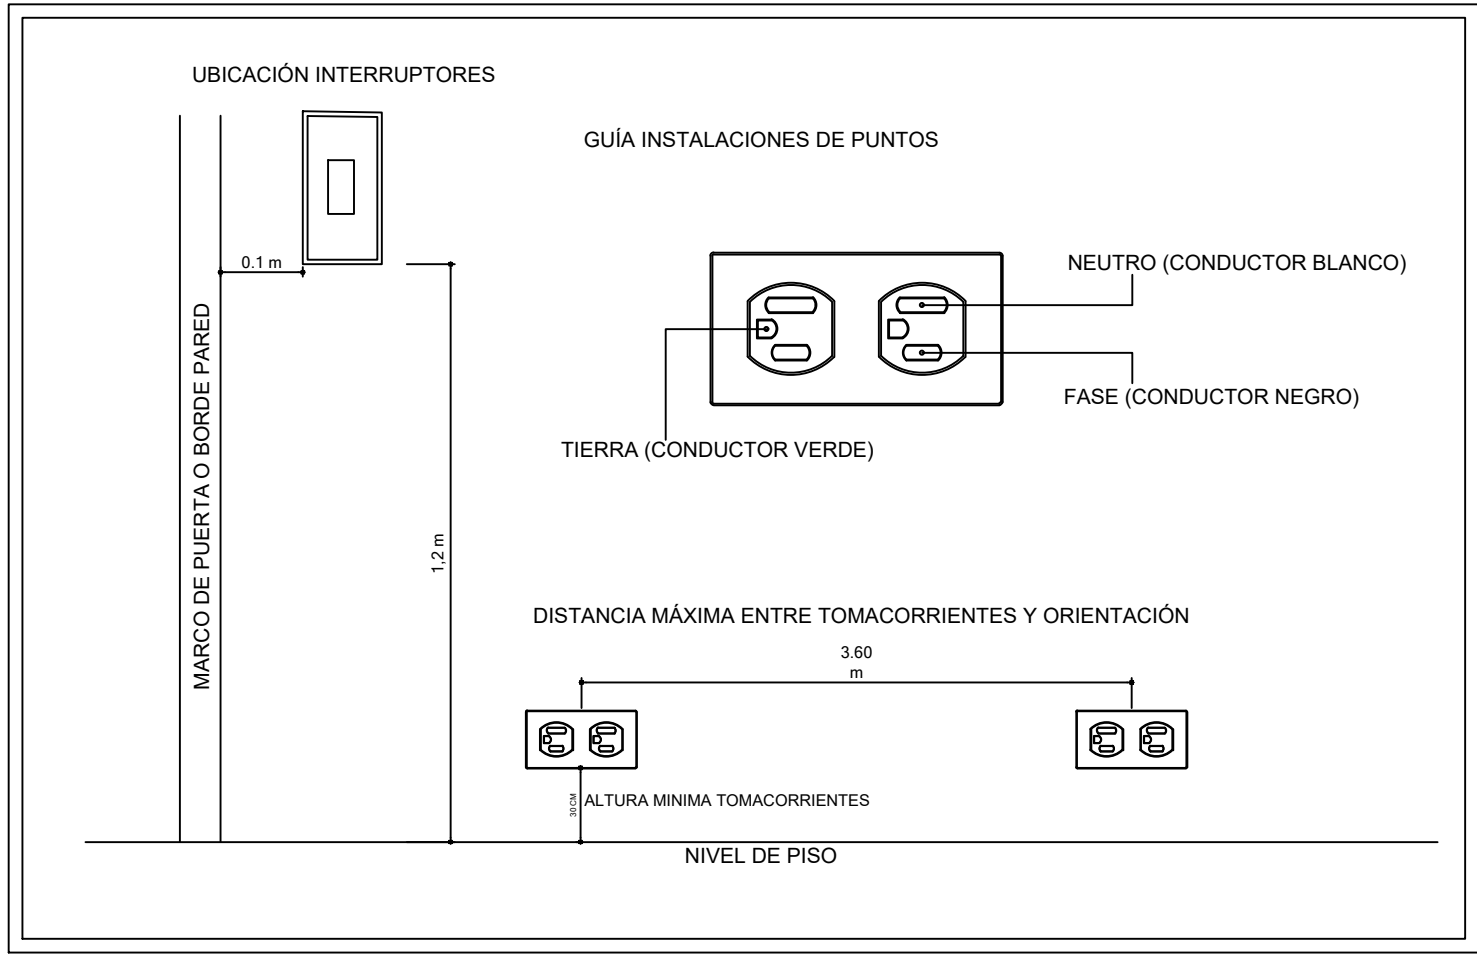 UBICACIÓN INTERRUPTORES
GUÍA INSTALACIONES DE PUNTOS
0.1 m
NEUTRO (CONDUCTOR BLANCO)
FASE (CONDUCTOR NEGRO)
TIERRA (CONDUCTOR VERDE)
MARCO DE PUERTA O BORDE PARED
1,2 m
DISTANCIA MÁXIMA ENTRE TOMACORRIENTES Y ORIENTACIÓN
3.60
m
30CM
ALTURA MINIMA TOMACORRIENTES
NIVEL DE PISO